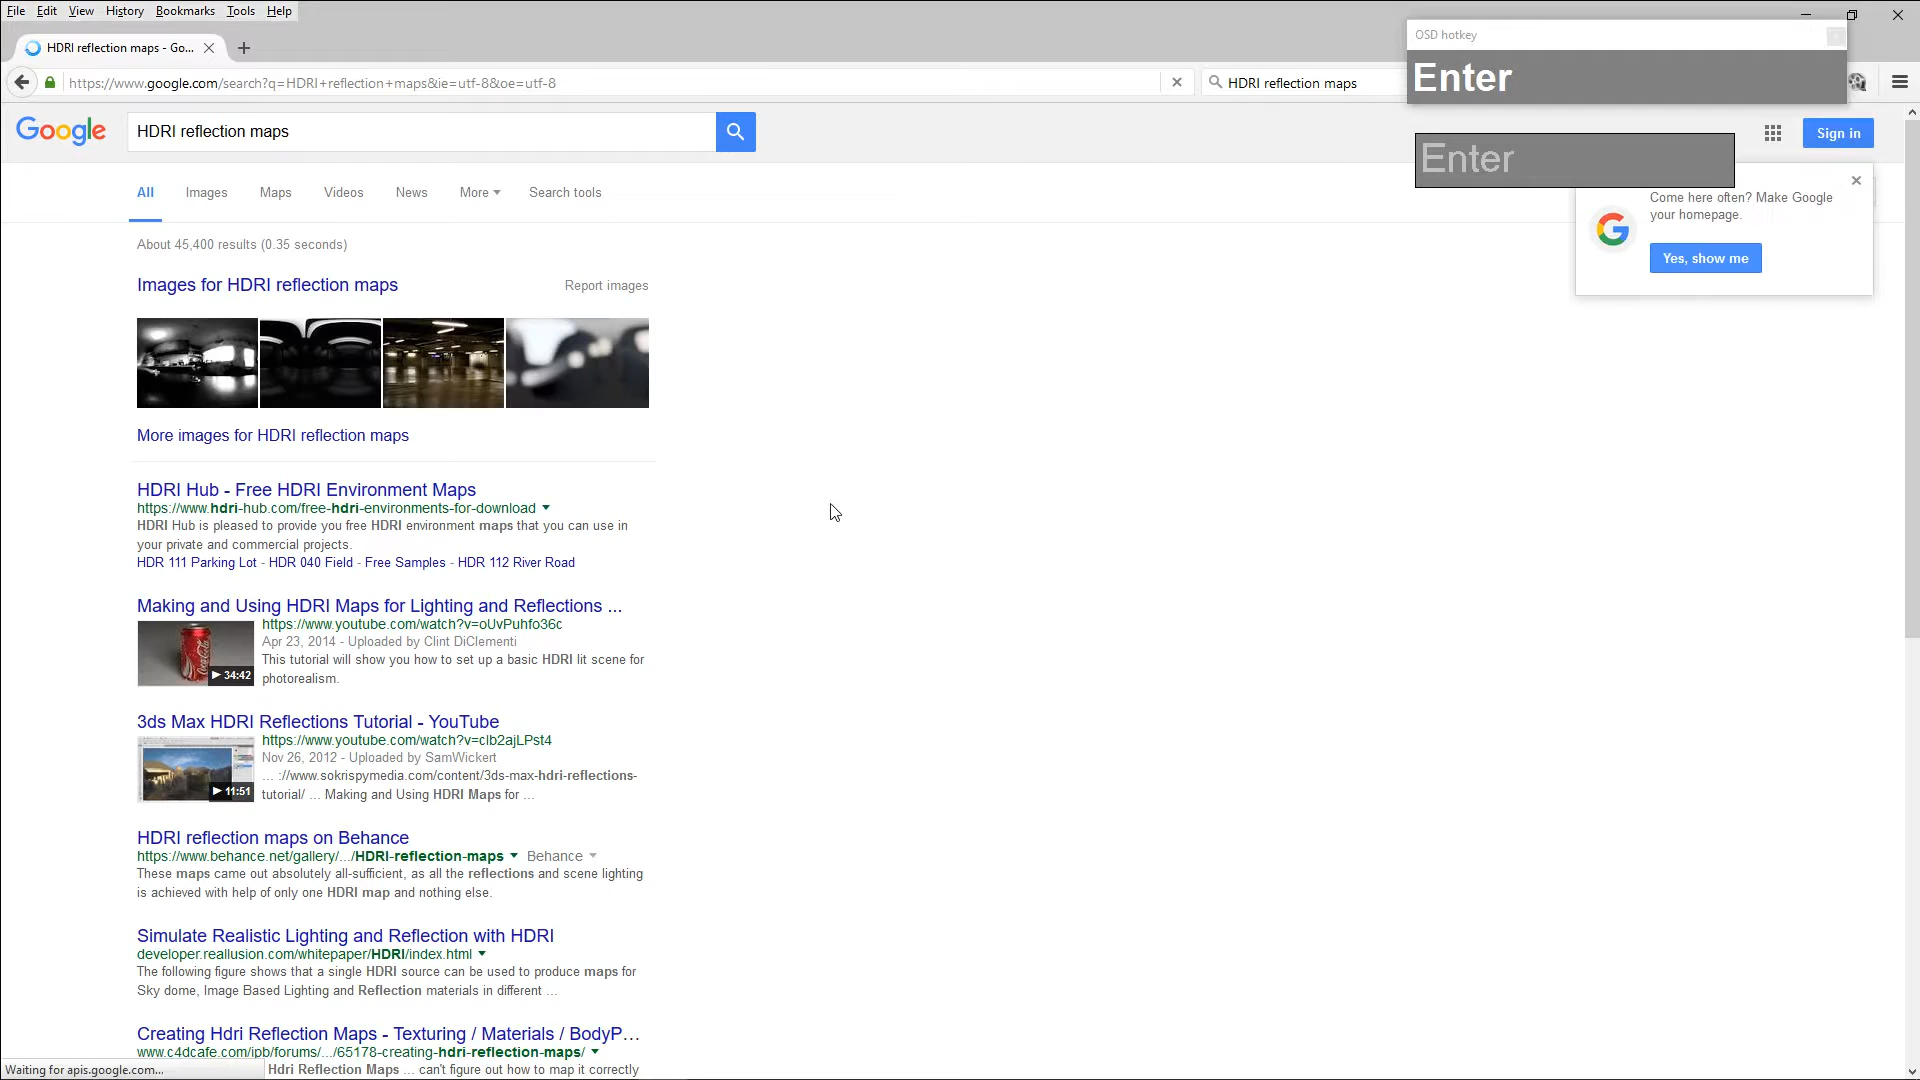 File Edit View History Bookmarks Tools Help
HDRI reflection maps - Go...
OSD hotkey
Enter
https://www.google.com/search?q=HDRI+reflection+maps&ie=utf-8&oe=utf-8
HDRI reflection maps
Google
HDRI reflection maps
Enter
Sign in
All Images Maps Videos News More Search tools
Come here often? Make Google
your homepage.
Yes, show me
About 45,400 results (0.35 seconds)
Images for HDRI reflection maps
Report images
More images for HDRI reflection maps
HDRI Hub - Free HDRI Environment Maps
https://www.hdri-hub.com/free-hdri-environments-for-download
HDRI Hub is pleased to provide you free HDRI environment maps that you can use in
your private and commercial projects.
HDR 111 Parking Lot - HDR 040 Field - Free Samples - HDR 112 River Road
Making and Using HDRI Maps for Lighting and Reflections ...
https://www.youtube.com/watch?v=oUvPuhfo36c
Apr 23, 2014 - Uploaded by Clint DiClementi
This tutorial will show you how to set up a basic HDRI lit scene for
photorealism.
34:42
3ds Max HDRI Reflections Tutorial - YouTube
https://www.youtube.com/watch?v=clb2ajLPst4
Nov 26, 2012 - Uploaded by SamWickert
... ://www.sokrispymedia.com/content/3ds-max-hdri-reflections-
tutorial/ ... Making and Using HDRI Maps for ...
11:51
HDRI reflection maps on Behance
https://www.behance.net/gallery/.../HDRI-reflection-maps Behance
These maps came out absolutely all-sufficient, as all the reflections and scene lighting
is achieved with help of only one HDRI map and nothing else.
Simulate Realistic Lighting and Reflection with HDRI
developer.reallusion.com/whitepaper/HDRI/index.html
The following figure shows that a single HDRI source can be used to produce maps for
Sky dome, Image Based Lighting and Reflection materials in different ...
Creating Hdri Reflection Maps - Texturing / Materials / BodyP...
www.c4dcafe.com/ipb/forums/.../65178-creating-hdri-reflection-maps/
Waiting for apis.google.com...
Hdri Reflection Maps ... can't figure out how to map it correctly